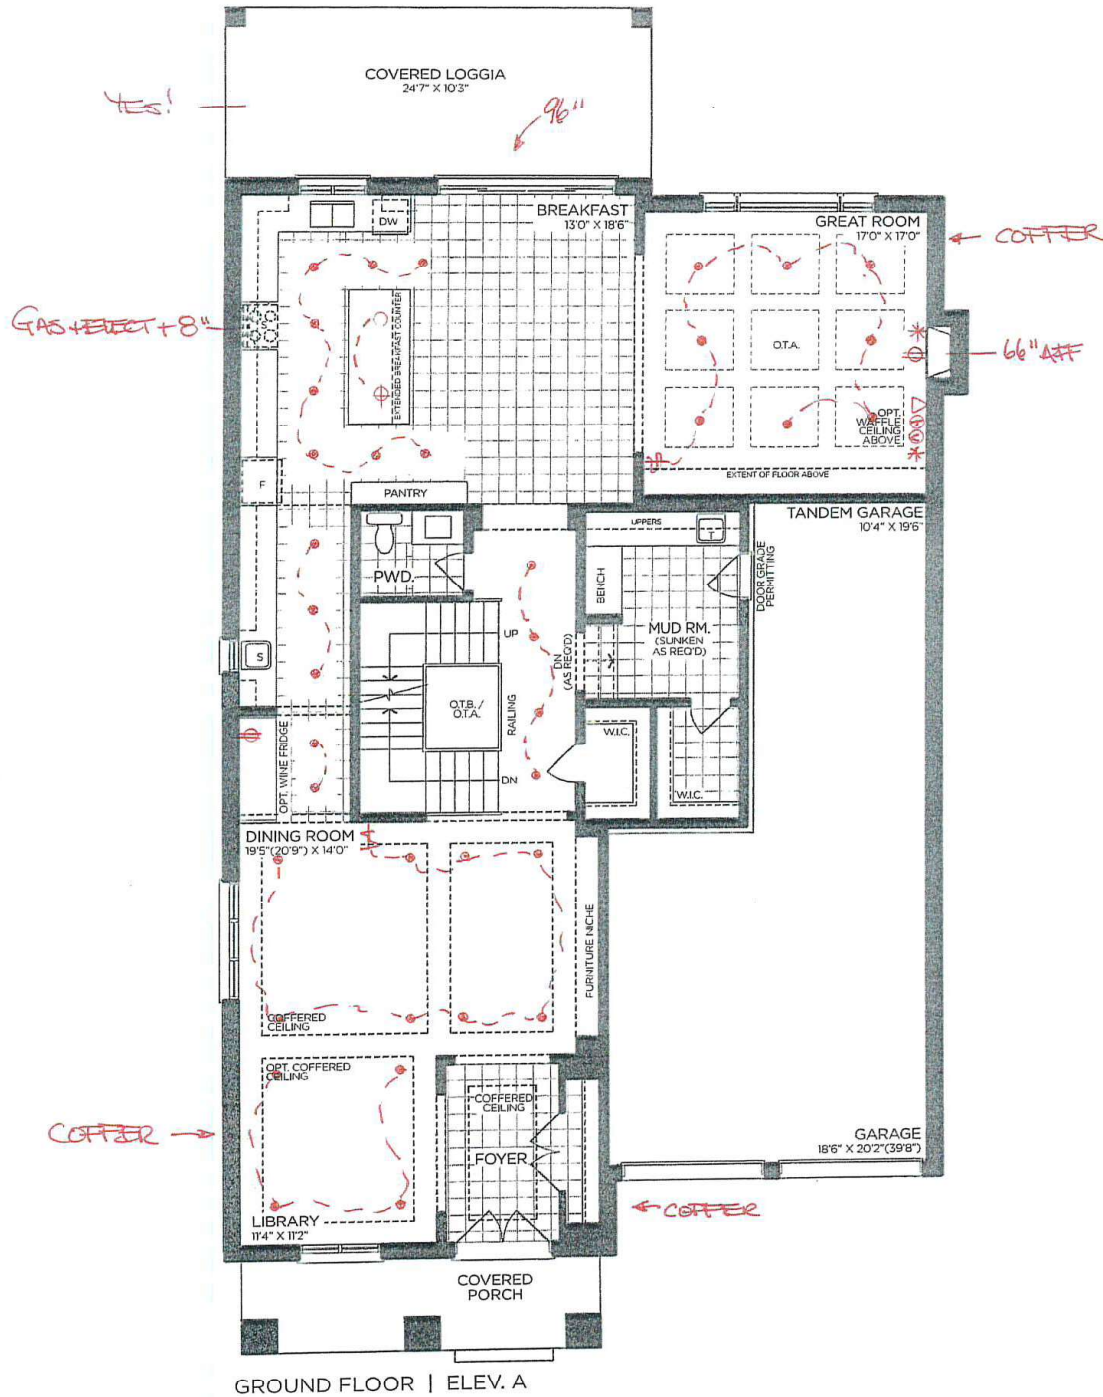 COVERED LOGGIA
24'7" X 10'3"
YES!
96"
BREAKFAST
13'0" X 18'6"
DW
GREAT ROOM
17'0" X 17'0"
COFFER
GAS + ELECT + 8"
S
EXTENDED BREAKFAST COUNTER
O.T.A.
66" AFF
OPT.
WAFFLE
CEILING
ABOVE
EXTENT OF FLOOR ABOVE
F
PANTRY
TANDEM GARAGE
10'4" X 19'6"
UPPERS
T
PWD.
BENCH
DOOR GRADE
PERMITTING
MUD RM.
(SUNKEN
AS REQ'D)
UP
DN
(AS REQ'D)
S
O.T.B. /
O.T.A.
RAILING
W.I.C.
OPT. WINE FRIDGE
DN
W.I.C.
DINING ROOM
19'5"(20'9") X 14'0"
FURNITURE NICHE
COFFERED
CEILING
OPT. COFFERED
CEILING
COFFERED
CEILING
COFFER
FOYER
GARAGE
18'6" X 20'2"(39'8")
COFFER
LIBRARY
11'4" X 11'2"
COVERED
PORCH
GROUND FLOOR | ELEV. A